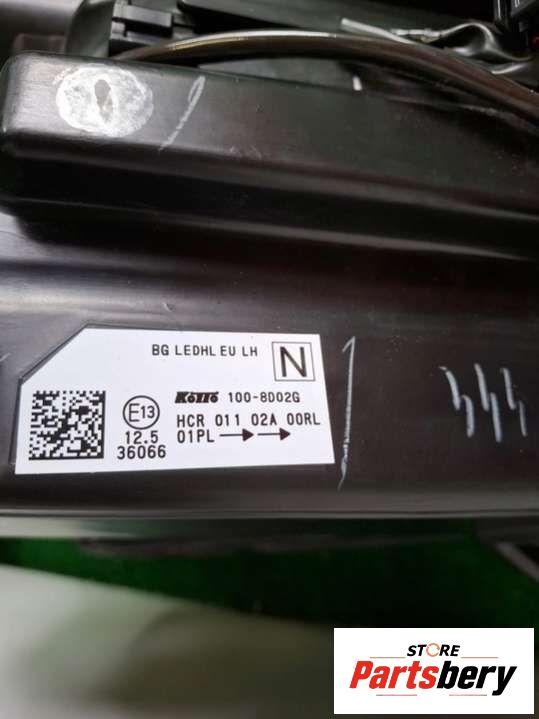 BG LEDHL EU LH N
KOITO 100-8D02G
E13 HCR 011 02A 00RL
12.5 01PL → →
36066
STORE
Partsbery